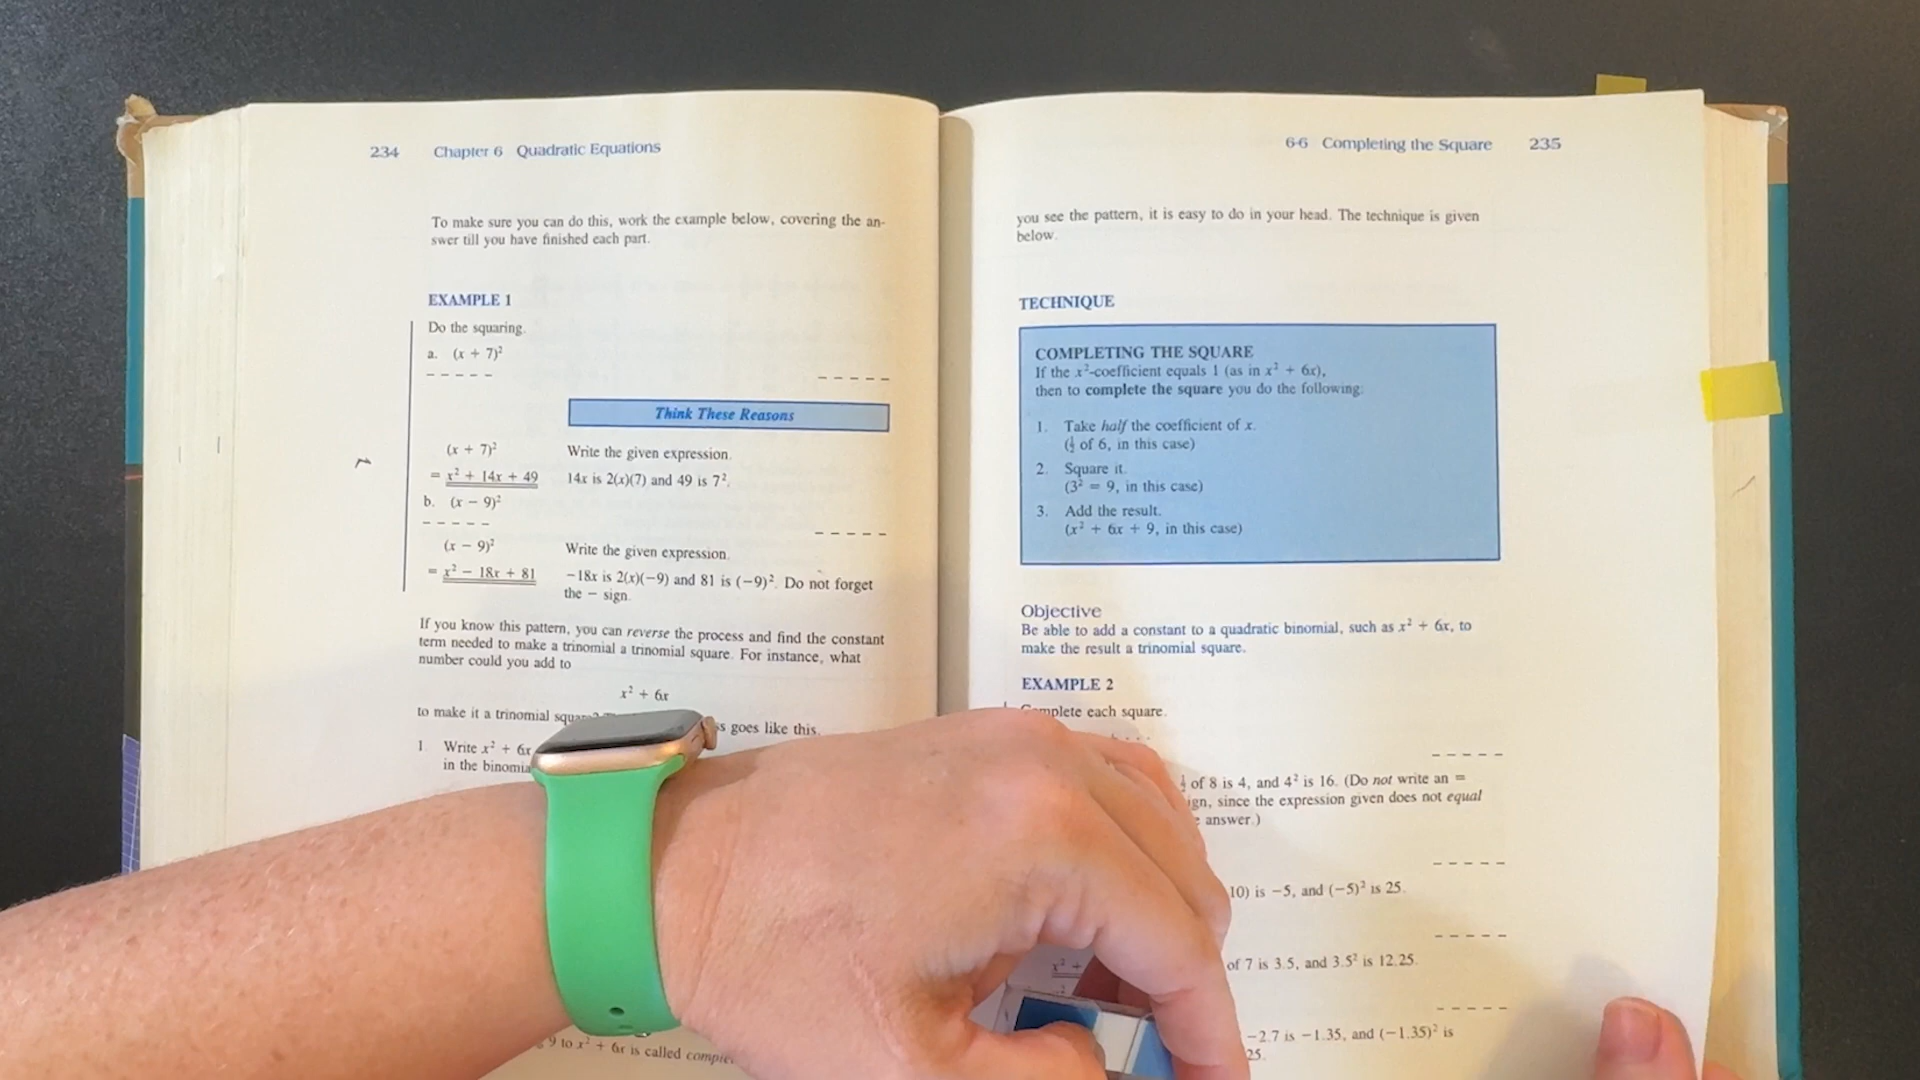 234 Chapter 6 Quadratic Equations
To make sure you can do this, work the example below, covering the an-
swer till you have finished each part.
EXAMPLE 1
Do the squaring.
a. (x + 7)²
Think These Reasons
(x + 7)² Write the given expression.
= x² + 14x + 49 14x is 2(x)(7) and 49 is 7².
b. (x − 9)²
(x − 9)² Write the given expression.
= x² − 18x + 81 −18x is 2(x)(−9) and 81 is (−9)². Do not forget
the − sign.
If you know this pattern, you can reverse the process and find the constant
term needed to make a trinomial a trinomial square. For instance, what
number could you add to
x² + 6x
to make it a trinomial goes like this.
1. Write x² + 6x
in the
9 to x² + 6x is called
6-6 Completing the Square 235
you see the pattern, it is easy to do in your head. The technique is given
below.
TECHNIQUE
COMPLETING THE SQUARE
If the x²-coefficient equals 1 (as in x² + 6x),
then to complete the square you do the following:
1. Take half the coefficient of x.
(½ of 6, in this case)
2. Square it.
(3² = 9, in this case)
3. Add the result.
(x² + 6x + 9, in this case)
Objective
Be able to add a constant to a quadratic binomial, such as x² + 6x, to
make the result a trinomial square.
EXAMPLE 2
Complete each square.
½ of 8 is 4, and 4² is 16. (Do not write an =
since the expression given does not equal
answer.)
10) is −5, and (−5)² is 25.
x² +
of 7 is 3.5, and 3.5² is 12.25.
−2.7 is −1.35, and (−1.35)² is
25.